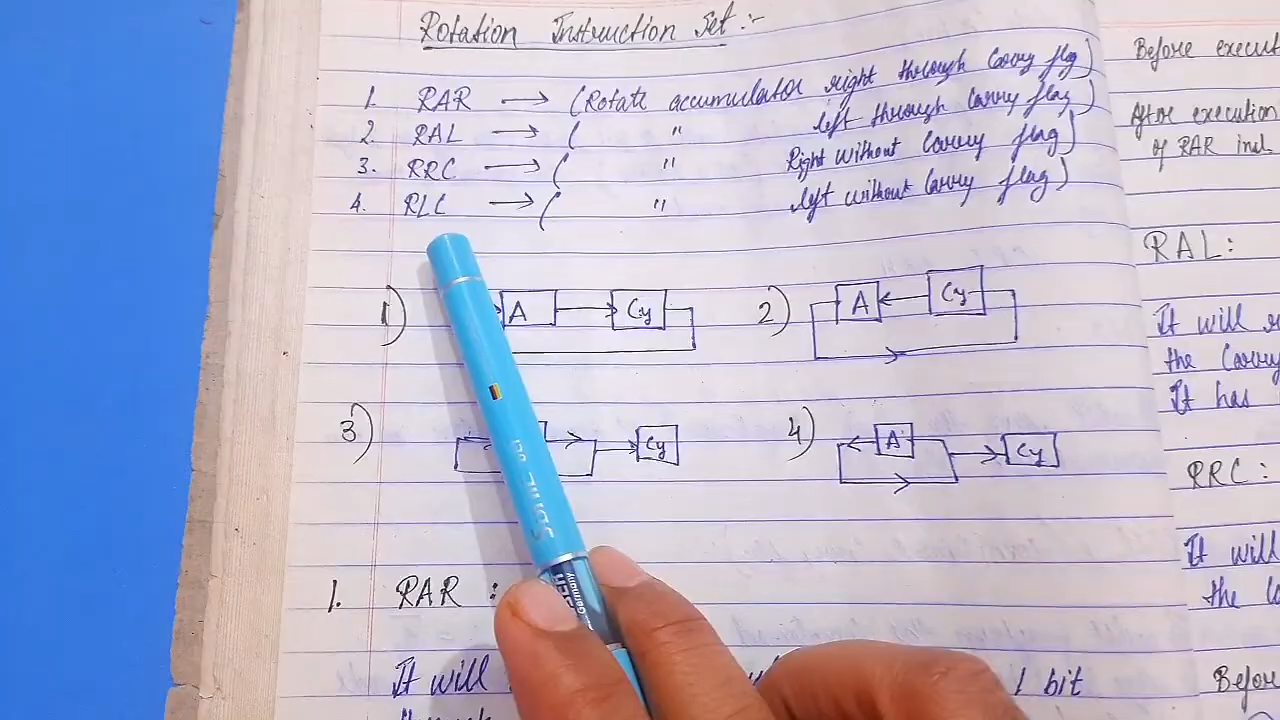 Rotation Instruction Set :-
1. RAR → (Rotate accumulator right through Carry flag)
2. RAL → ( " left through Carry flag)
3. RRC → ( " Right without Carry flag)
4. RLC → ( " left without Carry flag)
1) A → Cy
2) A ← Cy
3) Cy
4) A Cy
1. RAR :
It will
1 bit
Before execut
After execution
of RAR ind.
RAL:
It will
the Carry
It has
RRC:
It will
the
Before
Germany